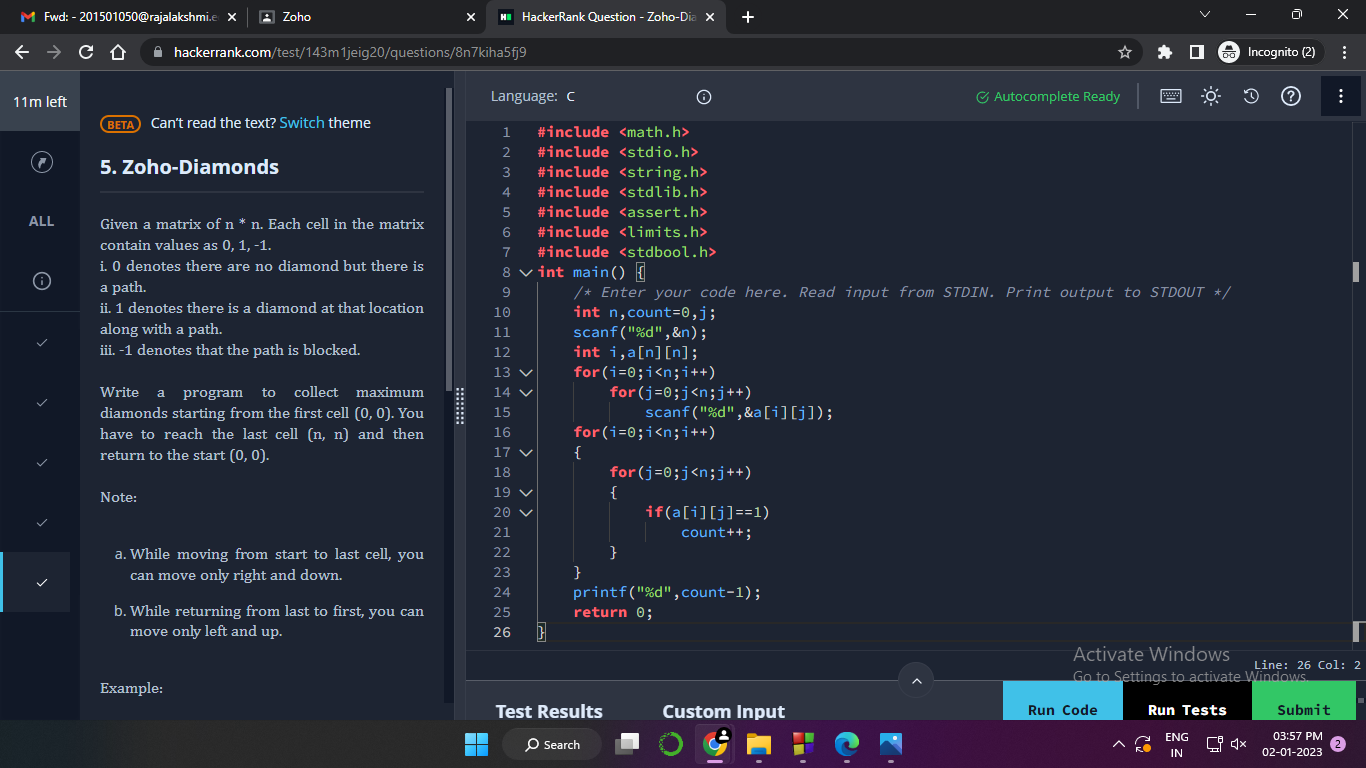 Fwd: - 201501050@rajalakshmi.e
Zoho
HackerRank Question - Zoho-Dia
hackerrank.com/test/143m1jeig20/questions/8n7kiha5fj9
Incognito (2)
11m left
ALL
BETA Can't read the text? Switch theme
5. Zoho-Diamonds
Given a matrix of n * n. Each cell in the matrix
contain values as 0, 1, -1.
i. 0 denotes there are no diamond but there is
a path.
ii. 1 denotes there is a diamond at that location
along with a path.
iii. -1 denotes that the path is blocked.
Write a program to collect maximum
diamonds starting from the first cell (0, 0). You
have to reach the last cell (n, n) and then
return to the start (0, 0).
Note:
a. While moving from start to last cell, you
can move only right and down.
b. While returning from last to first, you can
move only left and up.
Example:
Language: C
Autocomplete Ready
1 #include <math.h>
2 #include <stdio.h>
3 #include <string.h>
4 #include <stdlib.h>
5 #include <assert.h>
6 #include <limits.h>
7 #include <stdbool.h>
8 int main() {
9 /* Enter your code here. Read input from STDIN. Print output to STDOUT */
10 int n,count=0,j;
11 scanf("%d",&n);
12 int i,a[n][n];
13 for(i=0;i<n;i++)
14 for(j=0;j<n;j++)
15 scanf("%d",&a[i][j]);
16 for(i=0;i<n;i++)
17 {
18 for(j=0;j<n;j++)
19 {
20 if(a[i][j]==1)
21 count++;
22 }
23 }
24 printf("%d",count-1);
25 return 0;
26 }
Activate Windows
Go to Settings to activate Windows.
Line: 26 Col: 2
Test Results
Custom Input
Run Code
Run Tests
Submit
Search
ENG
IN
03:57 PM
02-01-2023
2